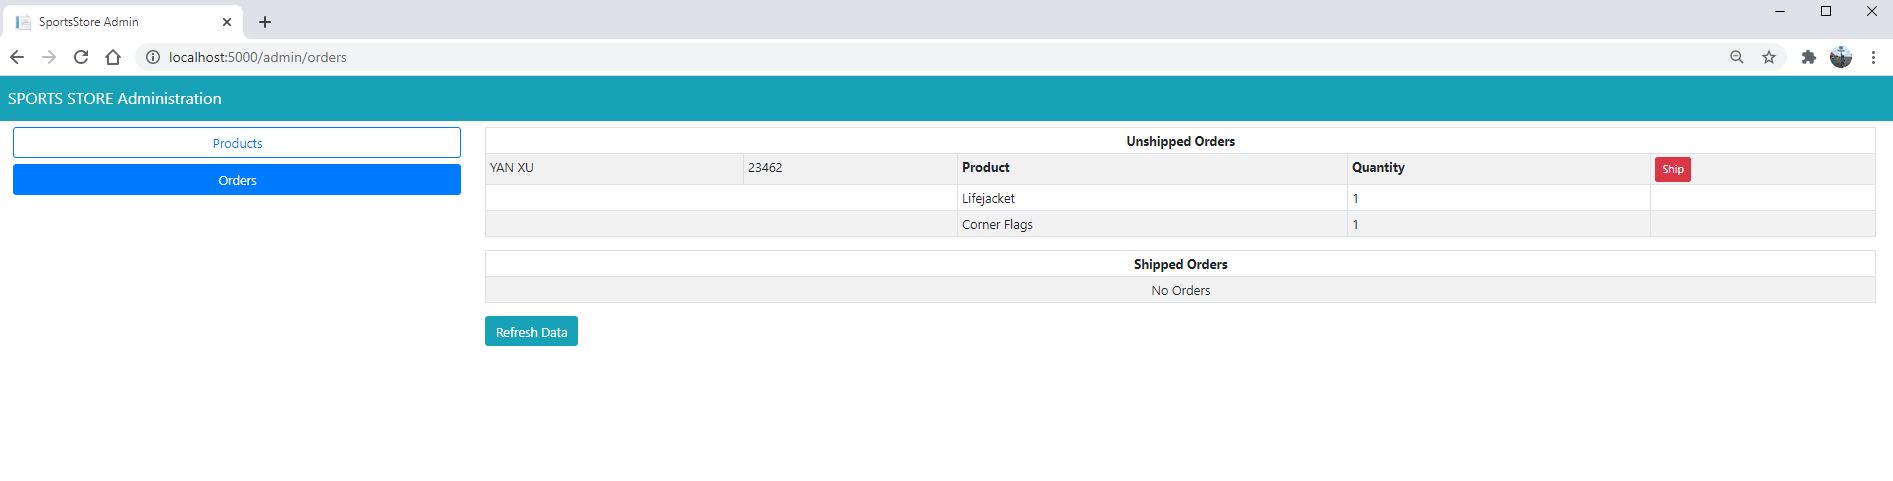 SportsStore Admin
localhost:5000/admin/orders
SPORTS STORE Administration
Products
Orders
Unshipped Orders
YAN XU 23462 Product Quantity Ship
Lifejacket 1
Corner Flags 1
Shipped Orders
No Orders
Refresh Data